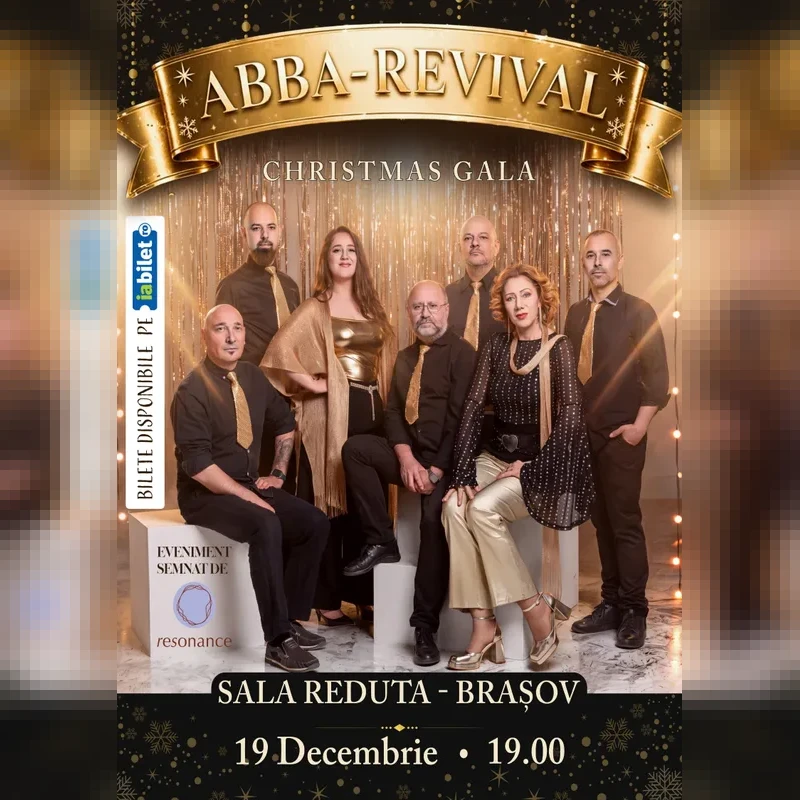 ABBA-REVIVAL
CHRISTMAS GALA
BILETE DISPONIBILE PE iabilet.ro
EVENIMENT
SEMNAT DE
resonance
SALA REDUTA - BRAȘOV
19 Decembrie • 19.00